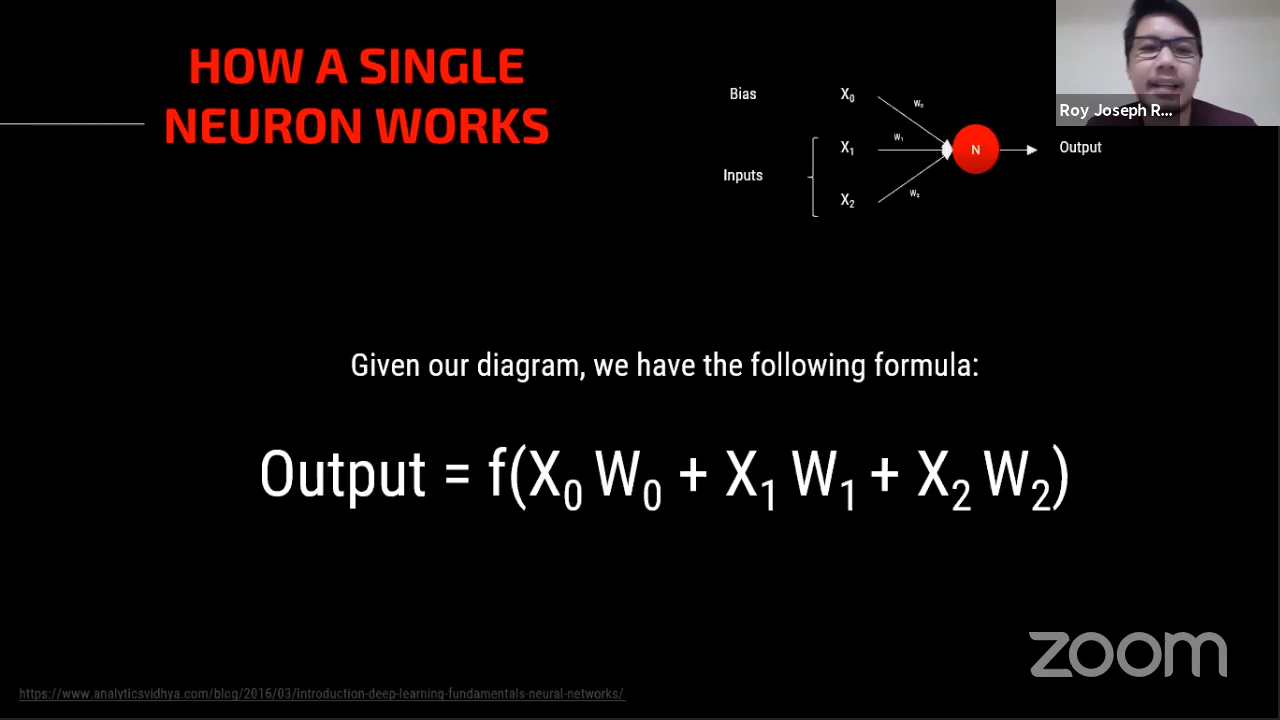 HOW A SINGLE
NEURON WORKS
Bias
X₀
W₀
Inputs
X₁
W₁
X₂
W₂
N
Output
Roy Joseph R...
Given our diagram, we have the following formula:
Output = f(X₀ W₀ + X₁ W₁ + X₂ W₂)
zoom
https://www.analyticsvidhya.com/blog/2016/03/introduction-deep-learning-fundamentals-neural-networks/